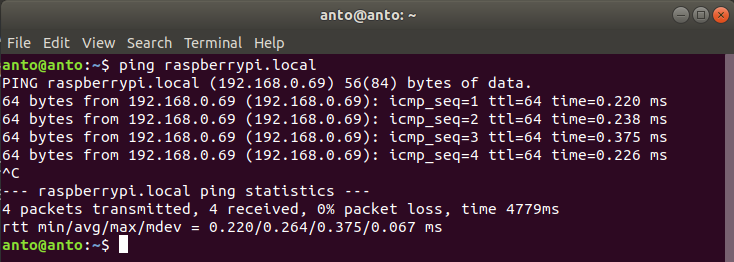 anto@anto: ~
File Edit View Search Terminal Help
anto@anto:~$ ping raspberrypi.local
PING raspberrypi.local (192.168.0.69) 56(84) bytes of data.
64 bytes from 192.168.0.69 (192.168.0.69): icmp_seq=1 ttl=64 time=0.220 ms
64 bytes from 192.168.0.69 (192.168.0.69): icmp_seq=2 ttl=64 time=0.238 ms
64 bytes from 192.168.0.69 (192.168.0.69): icmp_seq=3 ttl=64 time=0.375 ms
64 bytes from 192.168.0.69 (192.168.0.69): icmp_seq=4 ttl=64 time=0.226 ms
^C
--- raspberrypi.local ping statistics ---
4 packets transmitted, 4 received, 0% packet loss, time 4779ms
rtt min/avg/max/mdev = 0.220/0.264/0.375/0.067 ms
anto@anto:~$